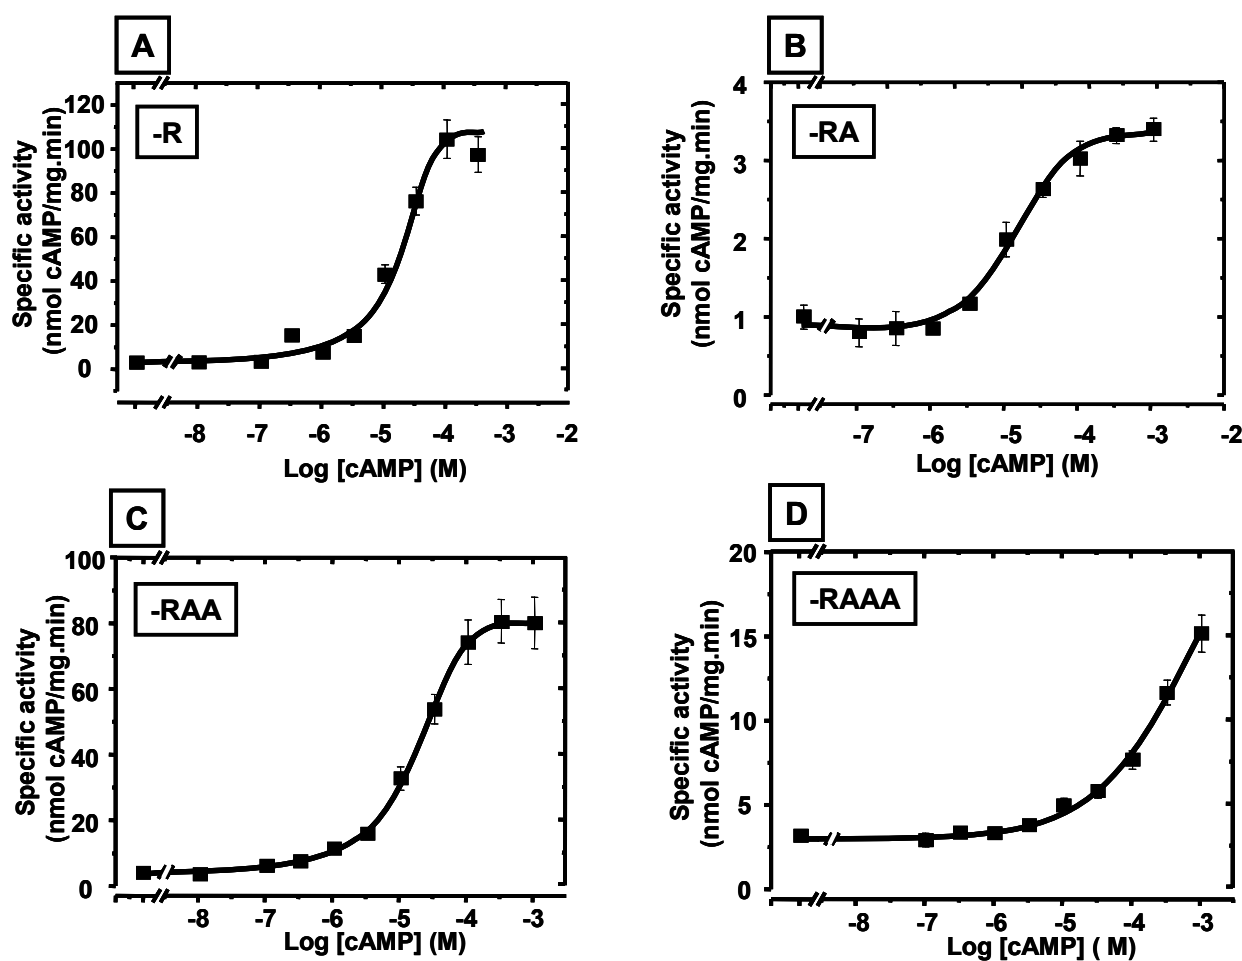 A
-R
Specific activity
(nmol cAMP/mg.min)
120
100
80
60
40
20
0
-8 -7 -6 -5 -4 -3 -2
Log [cAMP] (M)
B
-RA
Specific activity
(nmol cAMP/mg.min)
4
3
2
1
0
-7 -6 -5 -4 -3 -2
Log [cAMP] (M)
C
-RAA
Specific activity
(nmol cAMP/mg.min)
100
80
60
40
20
0
-8 -7 -6 -5 -4 -3
Log [cAMP] (M)
D
-RAAA
Specific activity
(nmol cAMP/mg.min)
20
15
10
5
0
-8 -7 -6 -5 -4 -3
Log [cAMP] ( M)